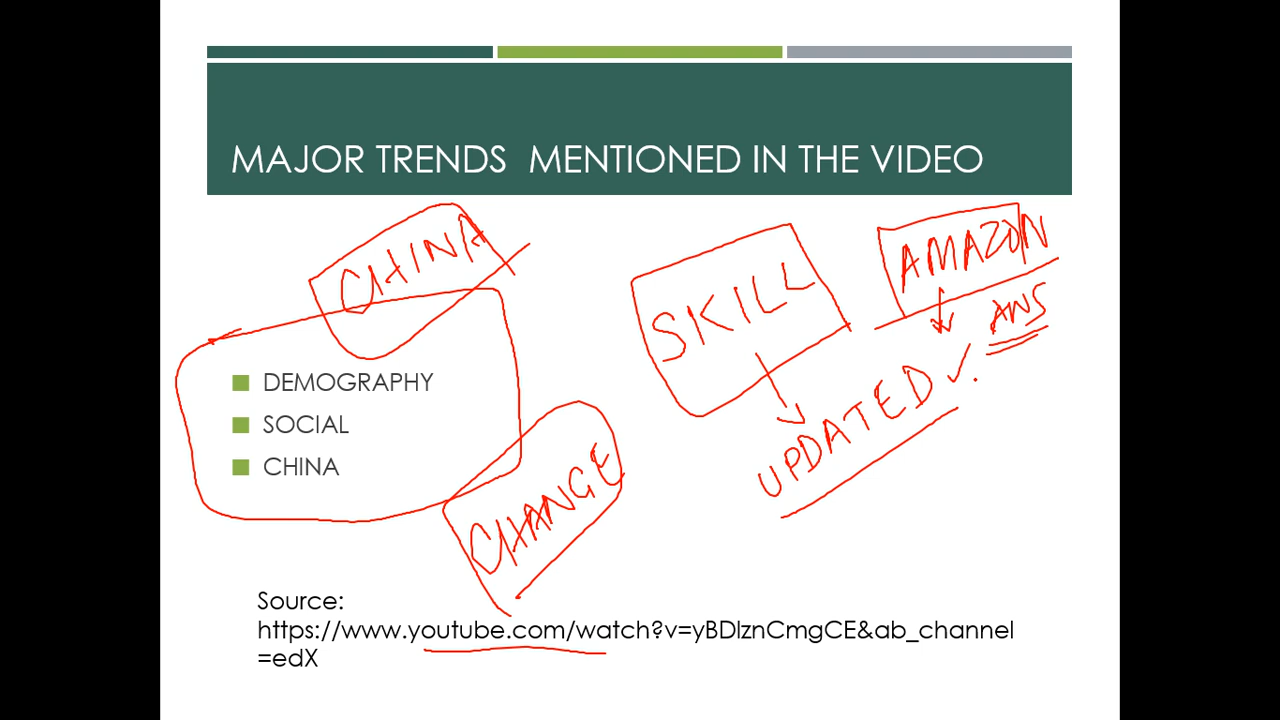 MAJOR TRENDS MENTIONED IN THE VIDEO
CHINA
SKILL
AMAZON
ANS
UPDATED
DEMOGRAPHY
SOCIAL
CHINA
CHANGE
Source:
https://www.youtube.com/watch?v=yBDlznCmgCE&ab_channel
=edX